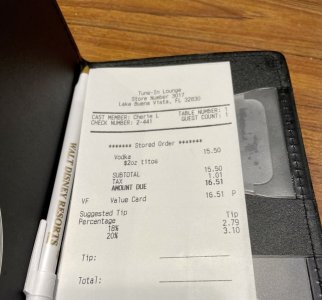 Tune-In Lounge
Store Number 3017
Lake Buena Vista, FL 32830
CAST MEMBER: Cherie L TABLE NUMBER: 1
CHECK NUMBER: 2-441 GUEST COUNT: 1
******* Stored Order *******
Vodka 15.50
$2oz titos
SUBTOTAL 15.50
TAX 1.01
AMOUNT DUE 16.51
VF Value Card 16.51 P
Suggested Tip
Percentage Tip
18% 2.79
20% 3.10
Tip:
Total:
WALT DISNEY RESORTS